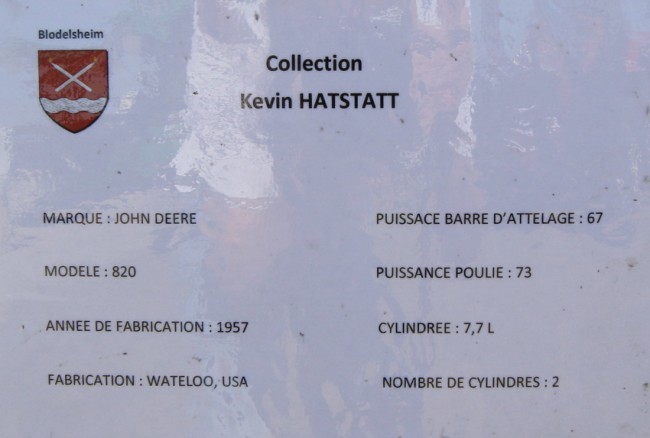 Blodelsheim
Collection
Kevin HATSTATT
MARQUE : JOHN DEERE
MODELE : 820
ANNEE DE FABRICATION : 1957
FABRICATION : WATELOO, USA
PUISSACE BARRE D’ATTELAGE : 67
PUISSANCE POULIE : 73
CYLINDREE : 7,7 L
NOMBRE DE CYLINDRES : 2